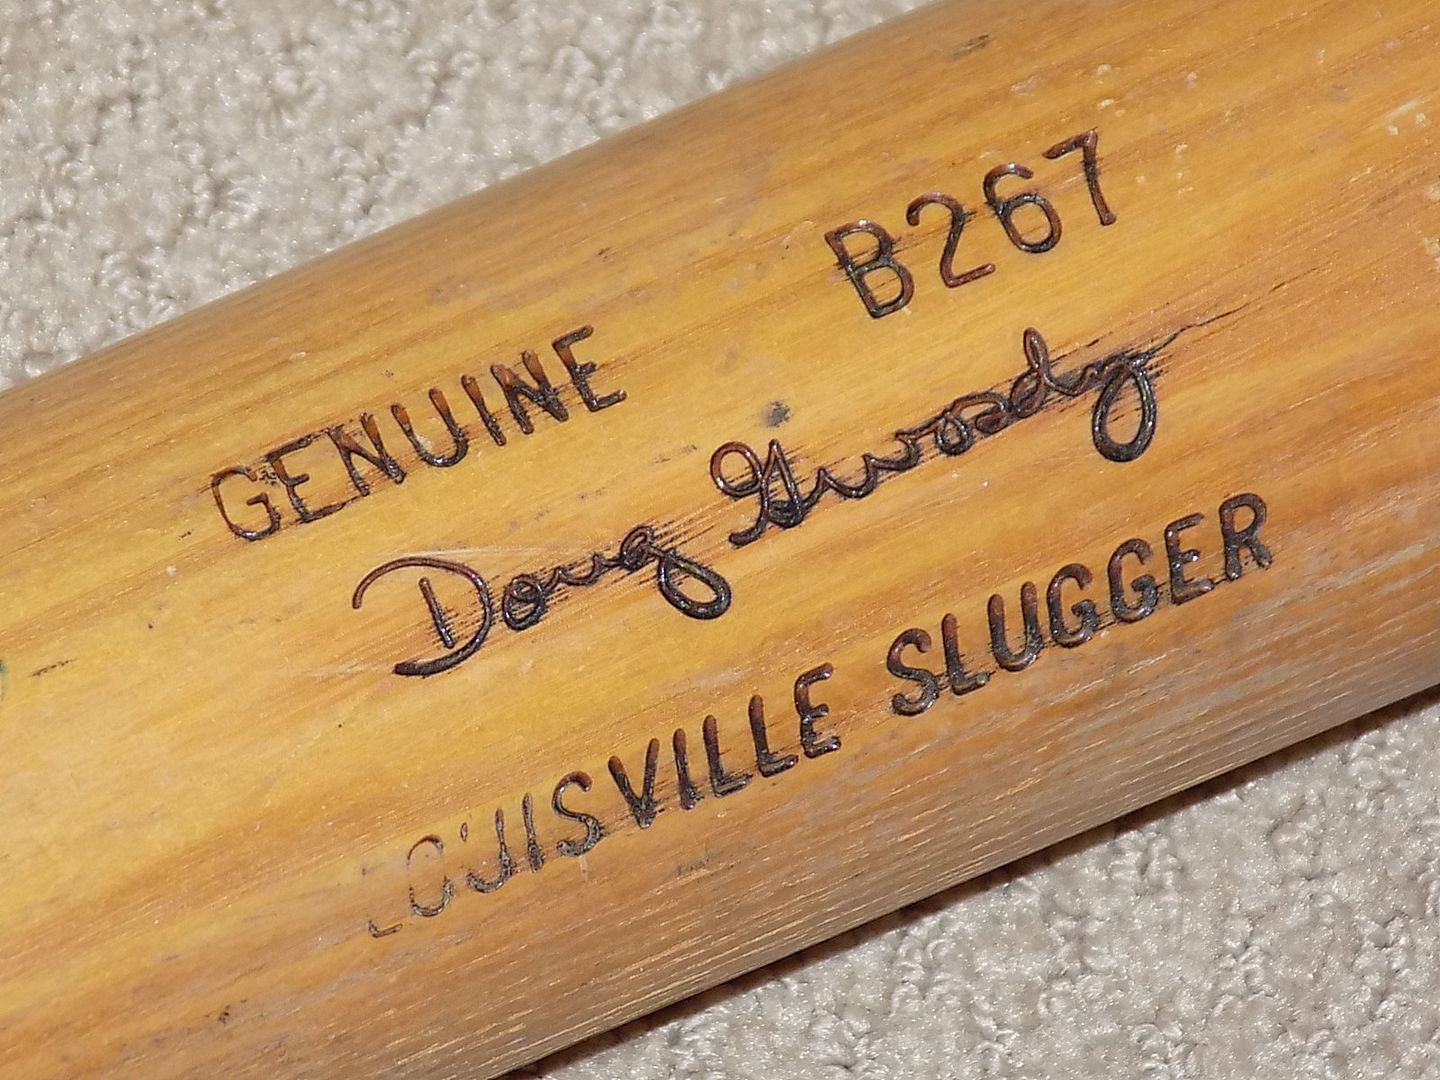 B267
GENUINE
Doug Gwosdz
LOUISVILLE SLUGGER